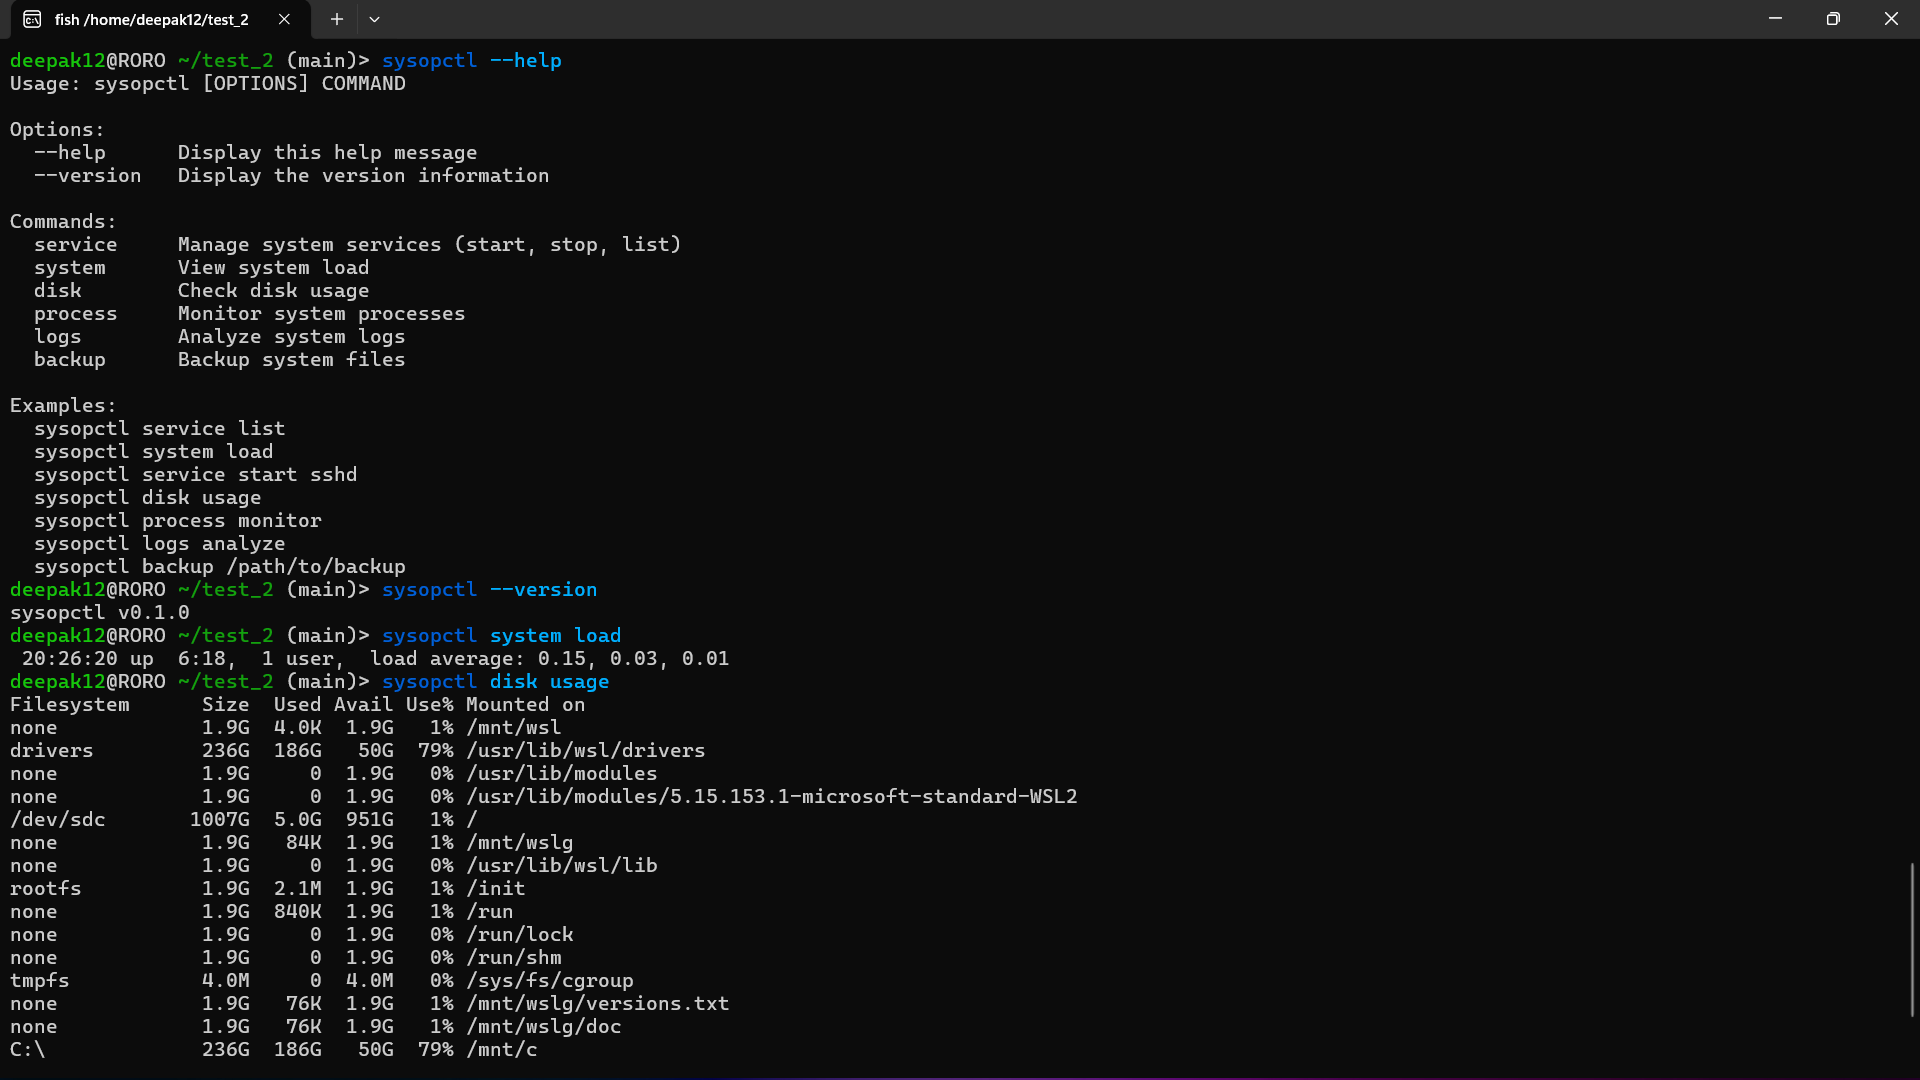 fish /home/deepak12/test_2
deepak12@RORO ~/test_2 (main)> sysopctl --help
Usage: sysopctl [OPTIONS] COMMAND

Options:
  --help      Display this help message
  --version   Display the version information

Commands:
  service     Manage system services (start, stop, list)
  system      View system load
  disk        Check disk usage
  process     Monitor system processes
  logs        Analyze system logs
  backup      Backup system files

Examples:
  sysopctl service list
  sysopctl system load
  sysopctl service start sshd
  sysopctl disk usage
  sysopctl process monitor
  sysopctl logs analyze
  sysopctl backup /path/to/backup
deepak12@RORO ~/test_2 (main)> sysopctl --version
sysopctl v0.1.0
deepak12@RORO ~/test_2 (main)> sysopctl system load
 20:26:20 up  6:18,  1 user,  load average: 0.15, 0.03, 0.01
deepak12@RORO ~/test_2 (main)> sysopctl disk usage
Filesystem      Size  Used Avail Use% Mounted on
none            1.9G  4.0K  1.9G   1% /mnt/wsl
drivers         236G  186G   50G  79% /usr/lib/wsl/drivers
none            1.9G     0  1.9G   0% /usr/lib/modules
none            1.9G     0  1.9G   0% /usr/lib/modules/5.15.153.1-microsoft-standard-WSL2
/dev/sdc       1007G  5.0G  951G   1% /
none            1.9G   84K  1.9G   1% /mnt/wslg
none            1.9G     0  1.9G   0% /usr/lib/wsl/lib
rootfs          1.9G  2.1M  1.9G   1% /init
none            1.9G  840K  1.9G   1% /run
none            1.9G     0  1.9G   0% /run/lock
none            1.9G     0  1.9G   0% /run/shm
tmpfs           4.0M     0  4.0M   0% /sys/fs/cgroup
none            1.9G   76K  1.9G   1% /mnt/wslg/versions.txt
none            1.9G   76K  1.9G   1% /mnt/wslg/doc
C:\             236G  186G   50G  79% /mnt/c